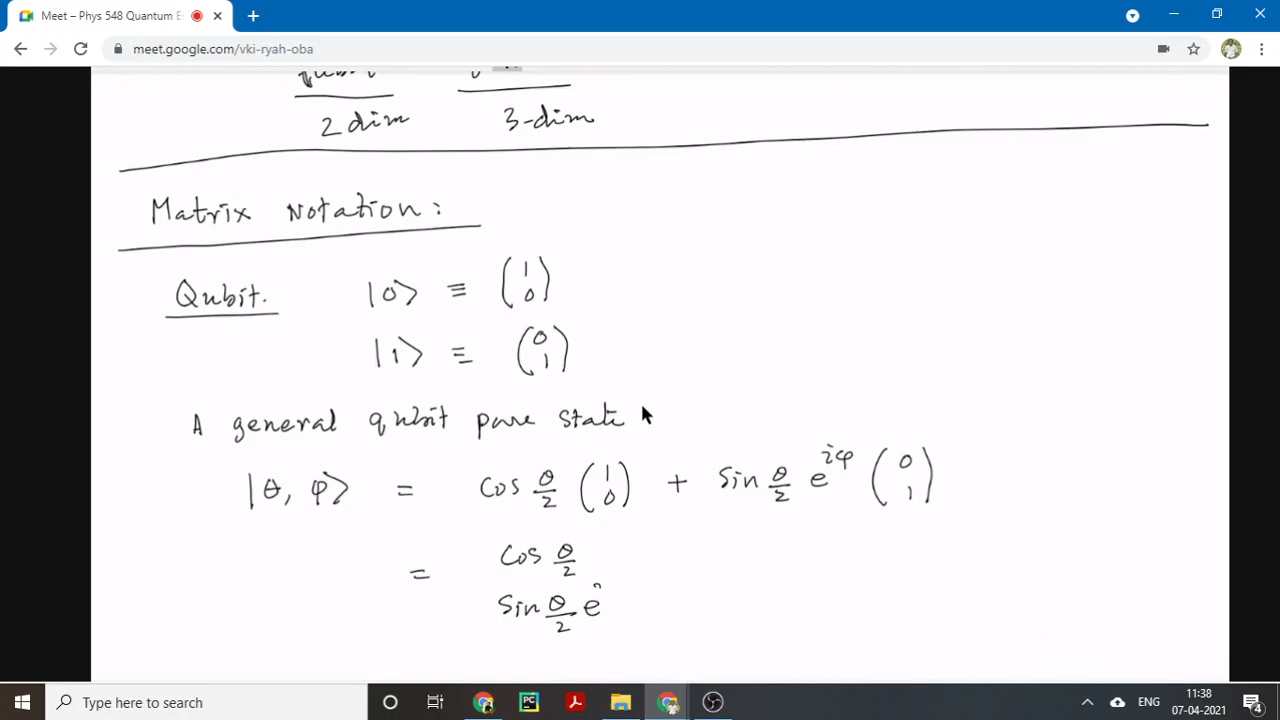 Meet – Phys 548 Quantum E
meet.google.com/vki-ryah-oba
2 dim 3-dim
Matrix Notation:
Qubit. |0> ≡ (1 0)
|1> ≡ (0 1)
A general qubit pure state
|θ, φ> = Cos θ/2 (1 0) + Sin θ/2 e^iφ (0 1)
= Cos θ/2
Sin θ/2 e
Type here to search
ENG
11:38
07-04-2021
4